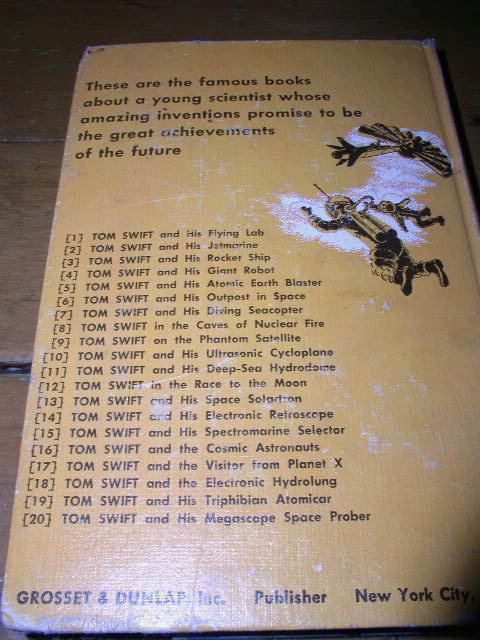 These are the famous books
about a young scientist whose
amazing inventions promise to be
the great achievements
of the future
[1] TOM SWIFT and His Flying Lab
[2] TOM SWIFT and His Jetmarine
[3] TOM SWIFT and His Rocket Ship
[4] TOM SWIFT and His Giant Robot
[5] TOM SWIFT and His Atomic Earth Blaster
[6] TOM SWIFT and His Outpost in Space
[7] TOM SWIFT and His Diving Seacopter
[8] TOM SWIFT in the Caves of Nuclear Fire
[9] TOM SWIFT on the Phantom Satellite
[10] TOM SWIFT and His Ultrasonic Cycloplane
[11] TOM SWIFT and His Deep-Sea Hydrodome
[12] TOM SWIFT in the Race to the Moon
[13] TOM SWIFT and His Space Solartron
[14] TOM SWIFT and His Electronic Retroscope
[15] TOM SWIFT and His Spectromarine Selector
[16] TOM SWIFT and the Cosmic Astronauts
[17] TOM SWIFT and the Visitor from Planet X
[18] TOM SWIFT and the Electronic Hydrolung
[19] TOM SWIFT and His Triphibian Atomicar
[20] TOM SWIFT and His Megascope Space Prober
GROSSET & DUNLAP, Inc. Publisher New York City,